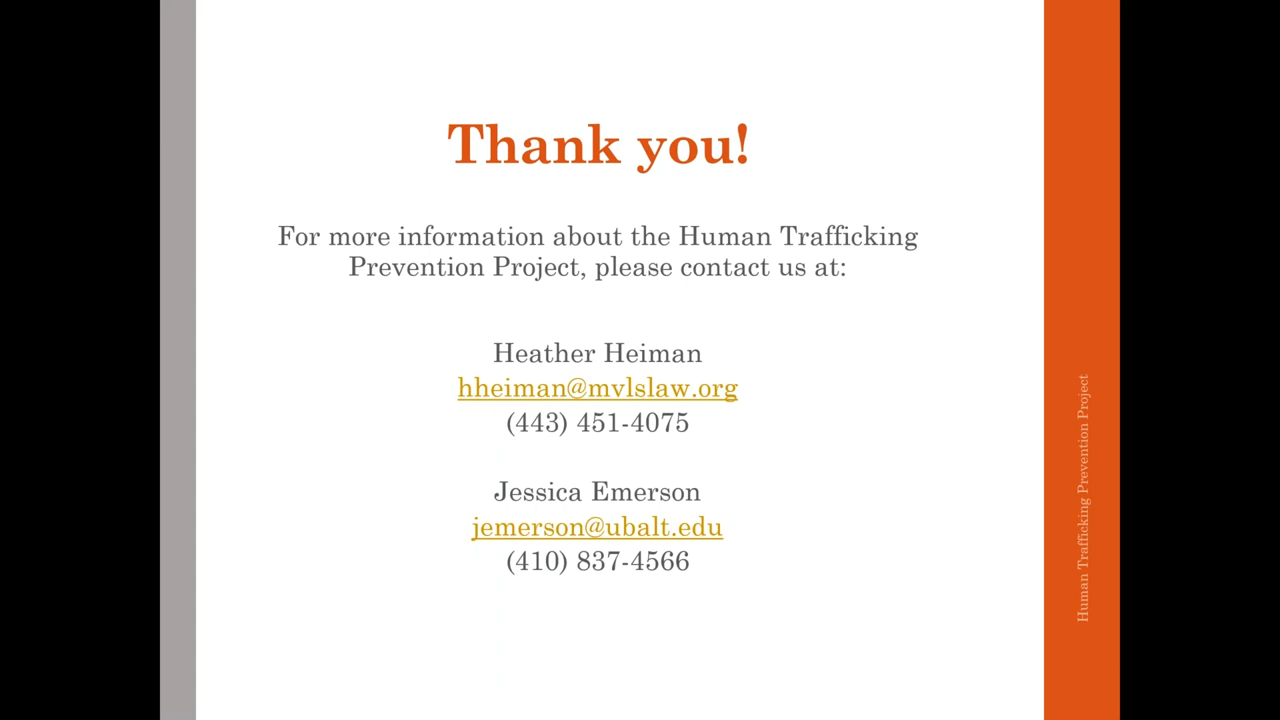 Thank you!
For more information about the Human Trafficking
Prevention Project, please contact us at:
Heather Heiman
hheiman@mvlslaw.org
(443) 451-4075
Jessica Emerson
jemerson@ubalt.edu
(410) 837-4566
Human Trafficking Prevention Project